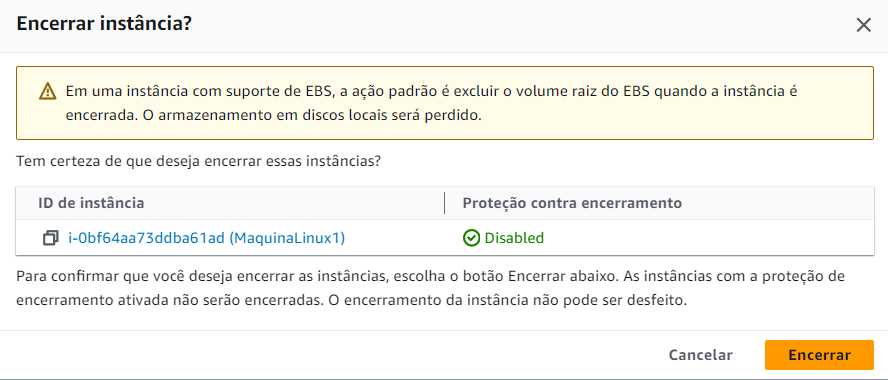 Encerrar instância?
Em uma instância com suporte de EBS, a ação padrão é excluir o volume raiz do EBS quando a instância é
encerrada. O armazenamento em discos locais será perdido.
Tem certeza de que deseja encerrar essas instâncias?
ID de instância Proteção contra encerramento
i-0bf64aa73ddba61ad (MaquinaLinux1) Disabled
Para confirmar que você deseja encerrar as instâncias, escolha o botão Encerrar abaixo. As instâncias com a proteção de
encerramento ativada não serão encerradas. O encerramento da instância não pode ser desfeito.
Cancelar Encerrar